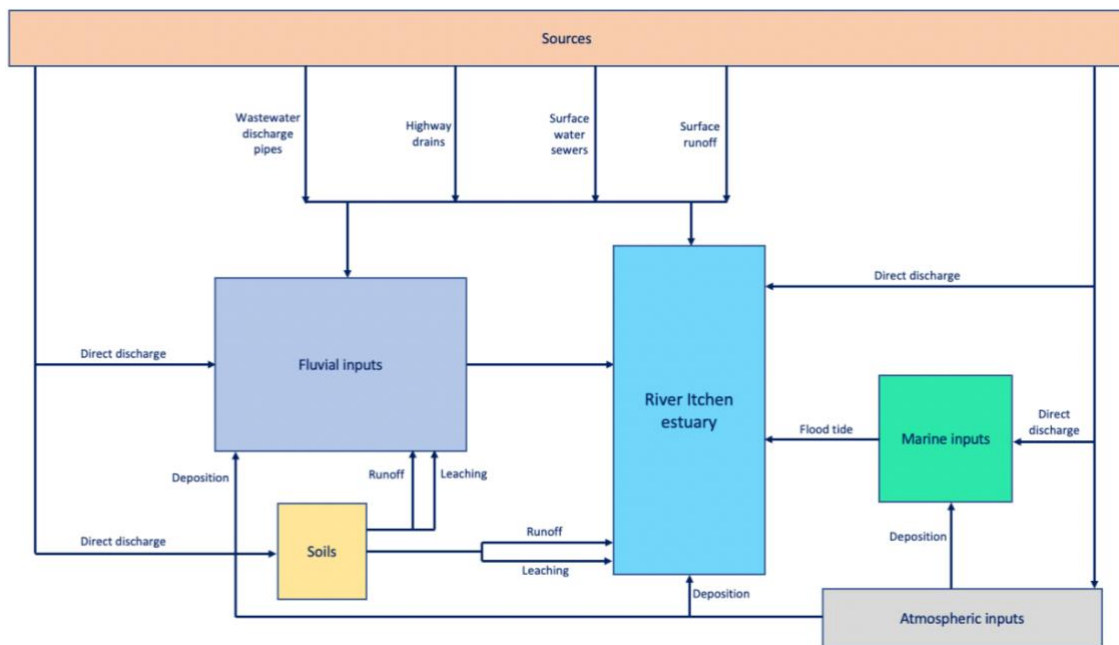 Sources
Wastewater
discharge
pipes
Highway
drains
Surface
water
sewers
Surface
runoff
Direct discharge
Direct discharge
Fluvial inputs
River Itchen
estuary
Flood tide
Marine inputs
Direct
discharge
Deposition
Runoff
Leaching
Direct discharge
Soils
Runoff
Leaching
Deposition
Deposition
Atmospheric inputs